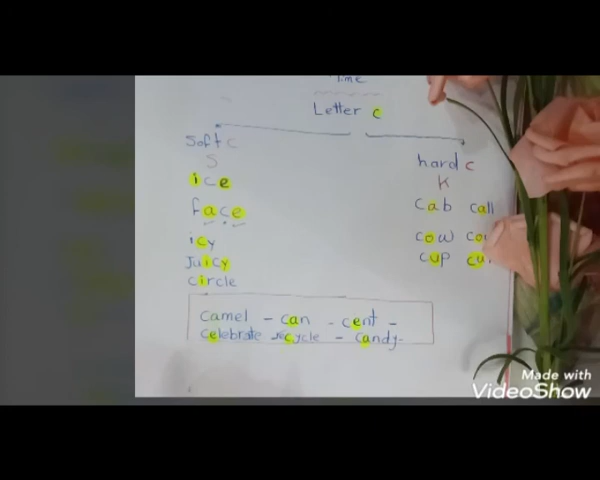 Time
Letter c
soft c
hard c
S
K
ice
cab call
face
cow
icy
cup
Juicy
circle
camel - can - cent -
celebrate - recycle - candy -
Made with
VideoShow